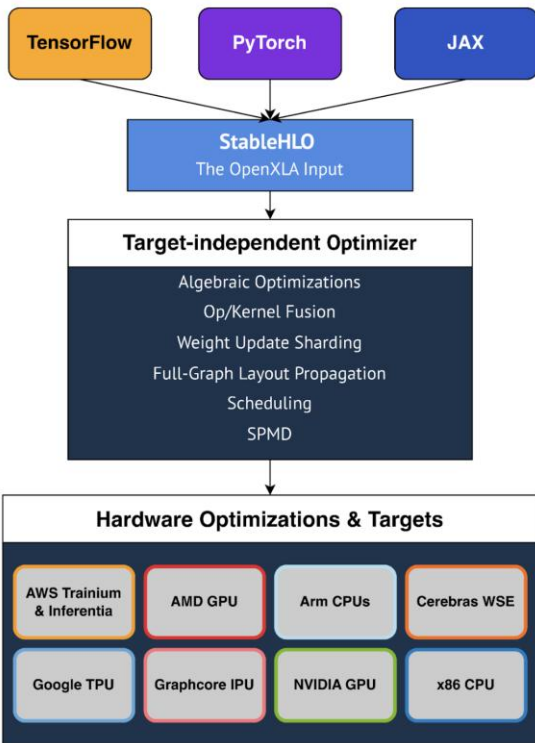 TensorFlow
PyTorch
JAX
StableHLO
The OpenXLA Input
Target-independent Optimizer
Algebraic Optimizations
Op/Kernel Fusion
Weight Update Sharding
Full-Graph Layout Propagation
Scheduling
SPMD
Hardware Optimizations & Targets
AWS Trainium
& Inferentia
AMD GPU
Arm CPUs
Cerebras WSE
Google TPU
Graphcore IPU
NVIDIA GPU
x86 CPU